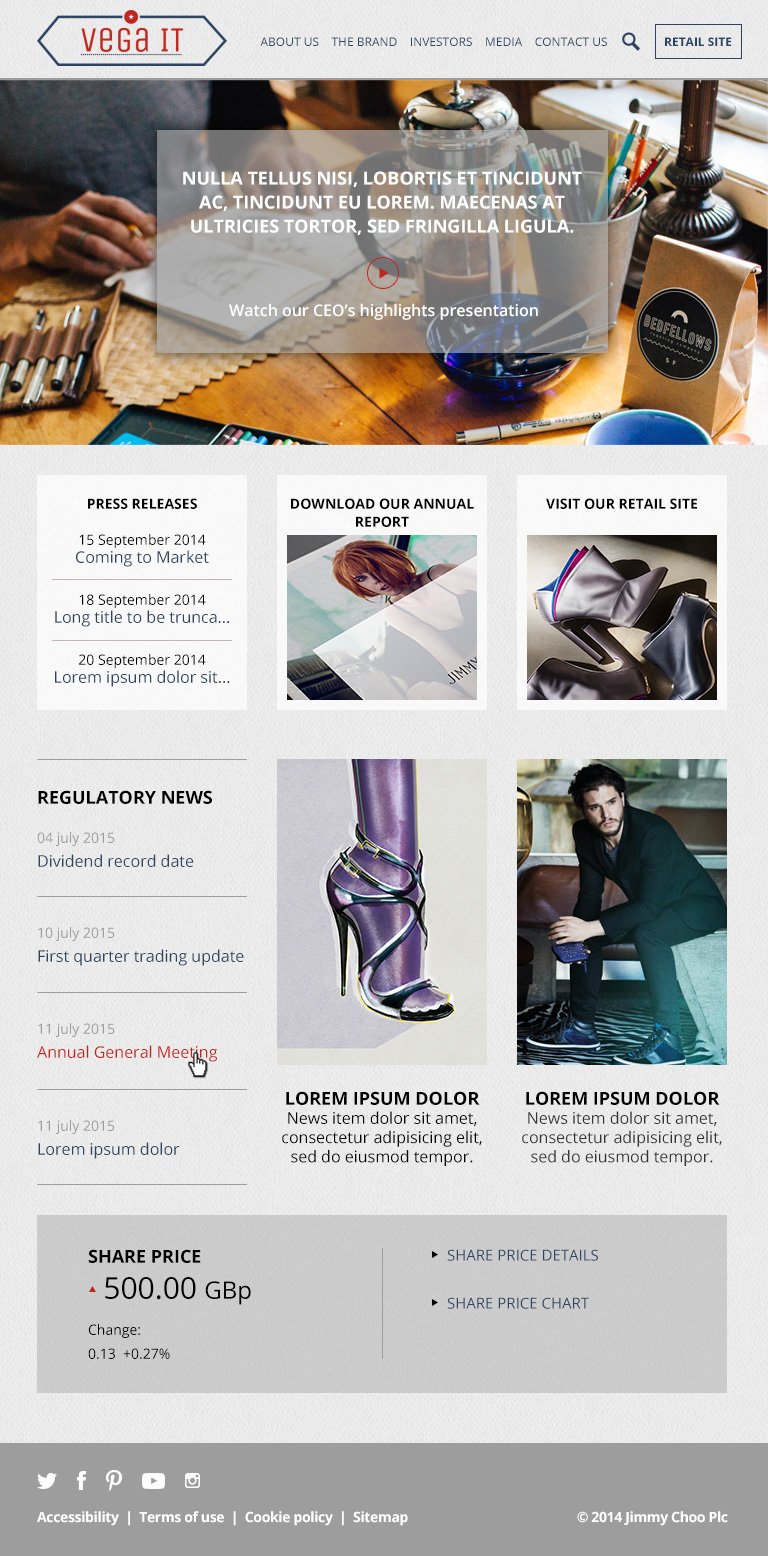 vega IT
ABOUT US THE BRAND INVESTORS MEDIA CONTACT US RETAIL SITE
NULLA TELLUS NISI, LOBORTIS ET TINCIDUNT
AC, TINCIDUNT EU LOREM. MAECENAS AT
ULTRICIES TORTOR, SED FRINGILLA LIGULA.
Watch our CEO's highlights presentation
BEDFELLOWS
S F
PRESS RELEASES
15 September 2014
Coming to Market
18 September 2014
Long title to be trunca...
20 September 2014
Lorem ipsum dolor sit...
DOWNLOAD OUR ANNUAL
REPORT
JIMMY
VISIT OUR RETAIL SITE
REGULATORY NEWS
04 july 2015
Dividend record date
10 july 2015
First quarter trading update
11 july 2015
Annual General Meeting
11 july 2015
Lorem ipsum dolor
LOREM IPSUM DOLOR
News item dolor sit amet,
consectetur adipisicing elit,
sed do eiusmod tempor.
LOREM IPSUM DOLOR
News item dolor sit amet,
consectetur adipisicing elit,
sed do eiusmod tempor.
SHARE PRICE
500.00 GBp
Change:
0.13 +0.27%
SHARE PRICE DETAILS
SHARE PRICE CHART
Accessibility | Terms of use | Cookie policy | Sitemap
© 2014 Jimmy Choo Plc